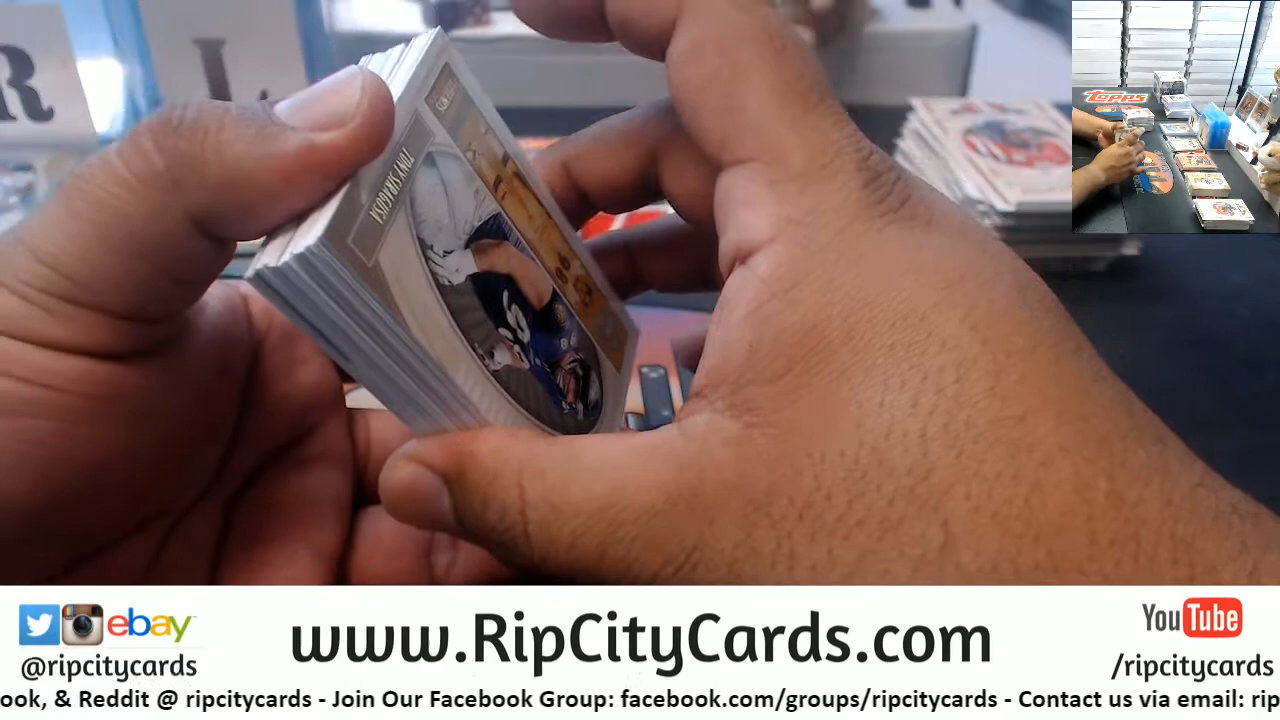 R
L
TONY SIRAGUSA
98
Topps
ebay
@ripcitycards
www.RipCityCards.com
YouTube
/ripcitycards
ook, & Reddit @ ripcitycards - Join Our Facebook Group: facebook.com/groups/ripcitycards - Contact us via email: rip